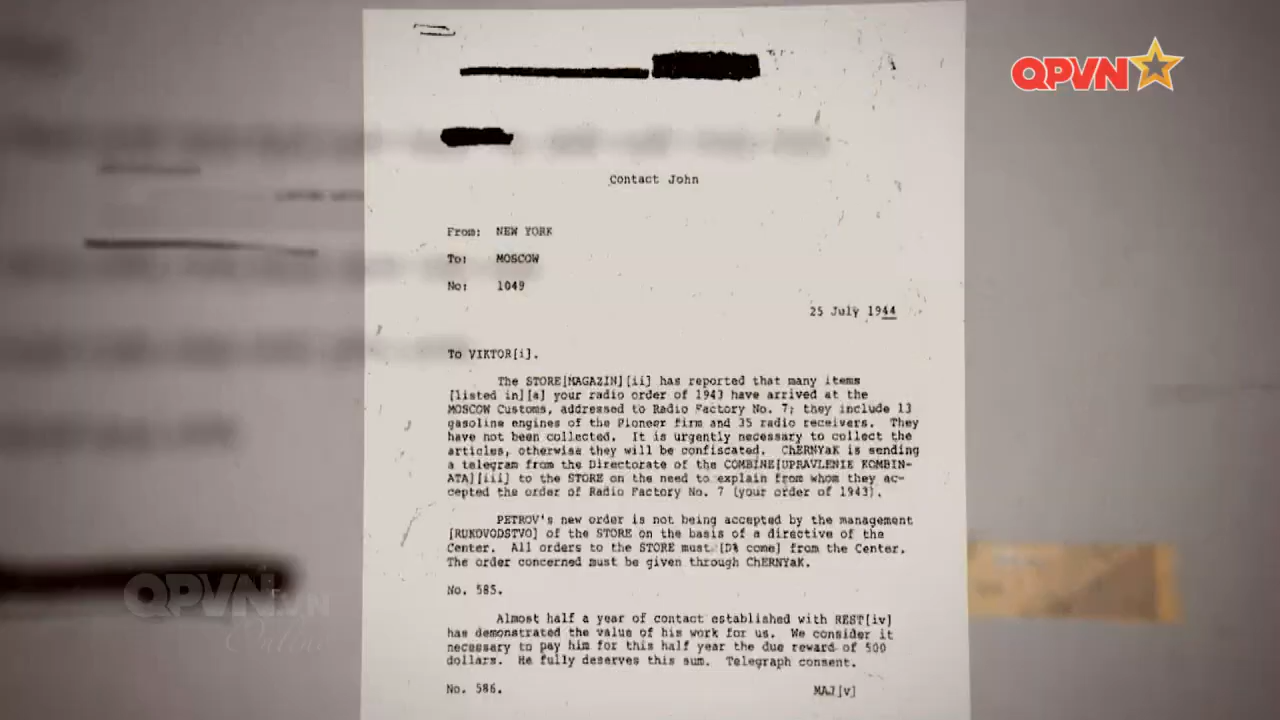 QPVN
Contact John
From: NEW YORK
To: MOSCOW
No: 1049
25 July 1944
To VIKTOR[i].
The STORE[MAGAZIN][ii] has reported that many items
[listed in][a] your radio order of 1943 have arrived at the
MOSCOW Customs, addressed to Radio Factory No. 7; they include 13
gasoline engines of the Pioneer firm and 35 radio receivers. They
have not been collected. It is urgently necessary to collect the
articles, otherwise they will be confiscated. ChERNYaK is sending
a telegram from the Directorate of the COMBINE[UPRAVLENIE KOMBIN-
ATA][iii] to the STORE on the need to explain from whom they ac-
cepted the order of Radio Factory No. 7 (your order of 1943).
PETROV's new order is not being accepted by the management
[RUKOVODSTVO] of the STORE on the basis of a directive of the
Center. All orders to the STORE must [D% come] from the Center.
The order concerned must be given through ChERNYaK.
No. 585.
Almost half a year of contact established with REST[iv]
has demonstrated the value of his work for us. We consider it
necessary to pay him for this half year the due reward of 500
dollars. He fully deserves this sum. Telegraph consent.
No. 586.
MAJ[v]
QPVN.VN
Online